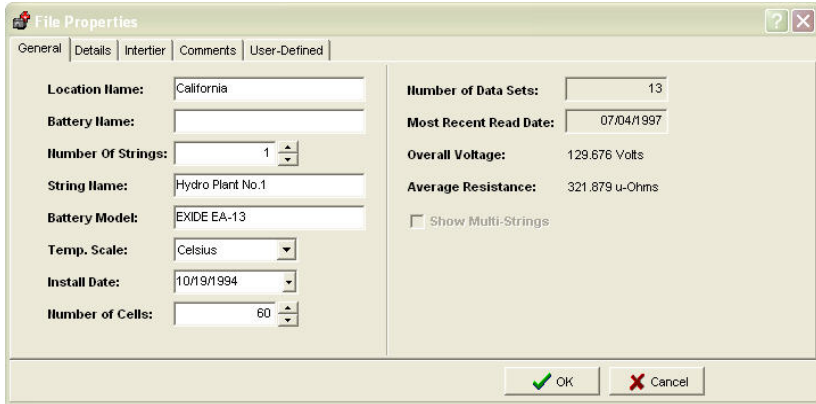 File Properties
General Details Intertier Comments User-Defined
Location Name: California
Battery Name:
Number Of Strings: 1
String Name: Hydro Plant No.1
Battery Model: EXIDE EA-13
Temp. Scale: Celsius
Install Date: 10/19/1994
Number of Cells: 60
Number of Data Sets: 13
Most Recent Read Date: 07/04/1997
Overall Voltage: 129.676 Volts
Average Resistance: 321.879 u-Ohms
Show Multi-Strings
OK Cancel